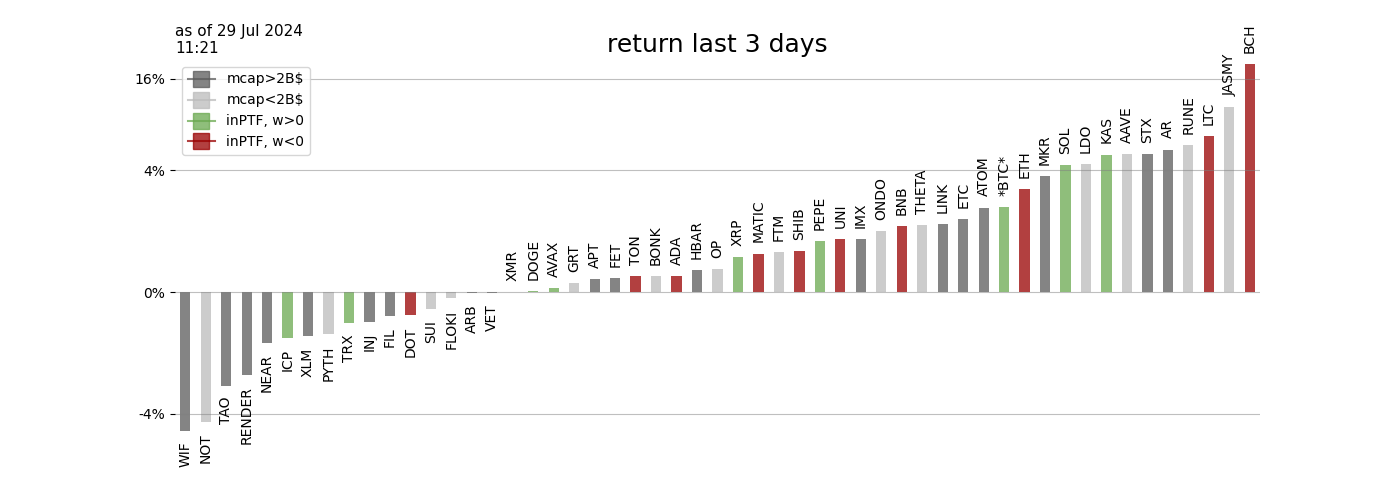 as of 29 Jul 2024
11:21
return last 3 days
mcap>2B$
mcap<2B$
inPTF, w>0
inPTF, w<0
16%
4%
0%
-4%
WIF
NOT
TAO
RENDER
NEAR
ICP
XLM
PYTH
TRX
INJ
FIL
DOT
SUI
FLOKI
ARB
VET
XMR
DOGE
AVAX
GRT
APT
FET
TON
BONK
ADA
HBAR
OP
XRP
MATIC
FTM
SHIB
PEPE
UNI
IMX
ONDO
BNB
THETA
LINK
ETC
ATOM
*BTC*
ETH
MKR
SOL
LDO
KAS
AAVE
STX
AR
RUNE
LTC
JASMY
BCH